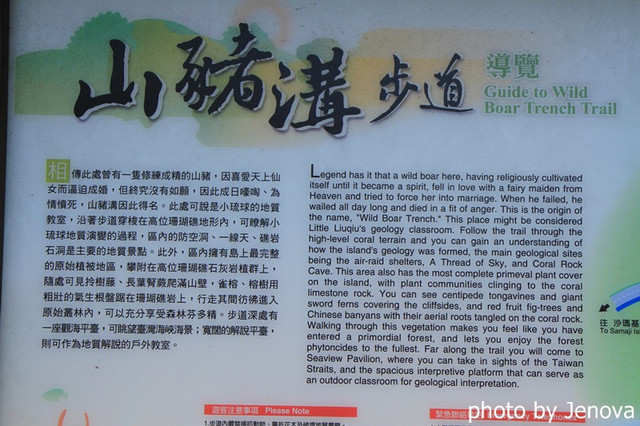 山豬溝步道
導覽
Guide to Wild
Boar Trench Trail
相傳此處曾有一隻修練成精的山豬，因喜愛天上仙
女而逼迫成婚，但終究沒有如願，因此成日嚎啕、為
情憤死，山豬溝因此得名。此處可說是小琉球的地質
教室，沿著步道穿梭在高位珊瑚礁地形內，可瞭解小
琉球地質演變的過程，區內的防空洞、一線天、礁岩
石洞是主要的地質景點。此外，區內擁有島上最完整
的原始植被地區，攀附在高位珊瑚礁石灰岩植群上，
隨處可見拎樹藤、長葉腎蕨爬滿山壁，雀榕、榕樹用
粗壯的氣生根盤踞在珊瑚礁岩上，行走其間彷彿進入
原始叢林內，可以充分享受森林芬多精。步道深處有
一座觀海平臺，可眺望臺灣海峽海景；寬闊的解說平臺，
則可作為地質解說的戶外教室。
Legend has it that a wild boar here, having religiously cultivated
itself until it became a spirit, fell in love with a fairy maiden from
Heaven and tried to force her into marriage. When he failed, he
wailed all day long and died in a fit of anger. This is the origin of
the name, "Wild Boar Trench." This place might be considered
Little Liuqiu's geology classroom. Follow the trail through the
high-level coral terrain and you can gain an understanding of
how the island's geology was formed, the main geological sites
being the air-raid shelters, A Thread of Sky, and Coral Rock
Cave. This area also has the most complete primeval plant cover
on the island, with plant communities clinging to the coral
limestone rock. You can see centipede tongavines and giant
sword ferns covering the cliffsides, and red fruit fig-trees and
Chinese banyans with their aerial roots tangled on the coral rock.
Walking through this vegetation makes you feel like you have
entered a primordial forest, and lets you enjoy the forest
phytoncides to the fullest. Far along the trail you will come to
Seaview Pavilion, where you can take in sights of the Taiwan
Straits, and the spacious interpretive platform that can serve as
an outdoor classroom for geological interpretation.
往 沙瑪基
To Samaji Isl
遊客注意事項 Please Note
photo by Jenova